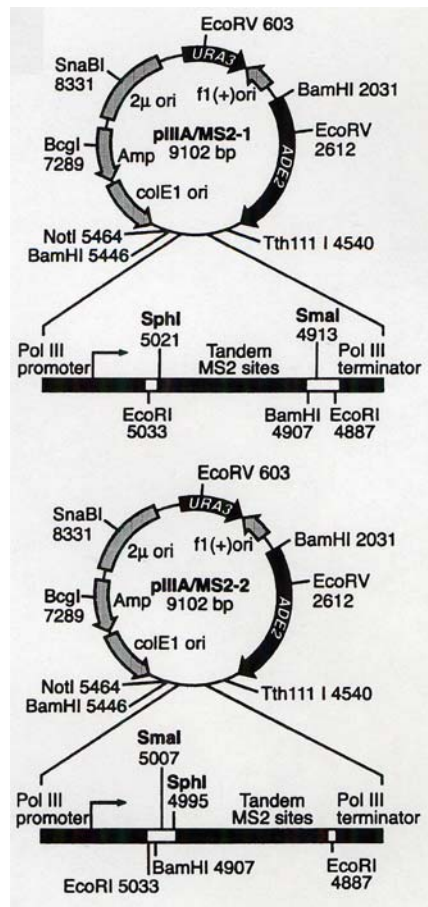 EcoRV 603
SnaBI
8331
URA3
2µ ori
f1(+)ori
BamHI 2031
BcgI
7289
pIIIA/MS2-1
9102 bp
EcoRV
2612
Amp
ADE2
colE1 ori
NotI 5464
BamHI 5446
Tth111 I 4540
SphI
5021
SmaI
4913
Pol III
promoter
Tandem
MS2 sites
Pol III
terminator
EcoRI
5033
BamHI
4907
EcoRI
4887
EcoRV 603
SnaBI
8331
URA3
2µ ori
f1(+)ori
BamHI 2031
BcgI
7289
pIIIA/MS2-2
9102 bp
EcoRV
2612
Amp
ADE2
colE1 ori
NotI 5464
BamHI 5446
Tth111 I 4540
SmaI
5007
SphI
4995
Pol III
promoter
Tandem
MS2 sites
Pol III
terminator
EcoRI 5033
BamHI 4907
EcoRI
4887